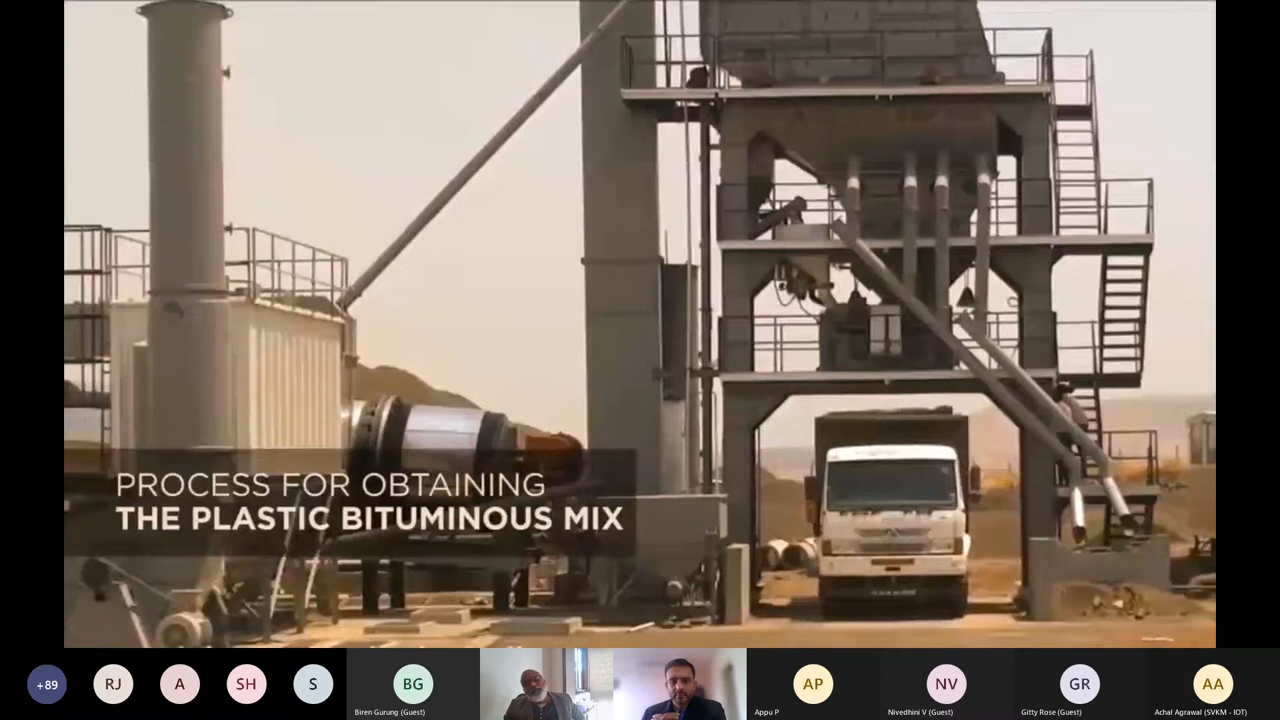 PROCESS FOR OBTAINING
THE PLASTIC BITUMINOUS MIX
+89
RJ
A
SH
S
BG
Biren Gurung (Guest)
AP
Appu P
NV
Nivedhini V (Guest)
GR
Gitty Rose (Guest)
AA
Achal Agrawal (SVKM - IOT)